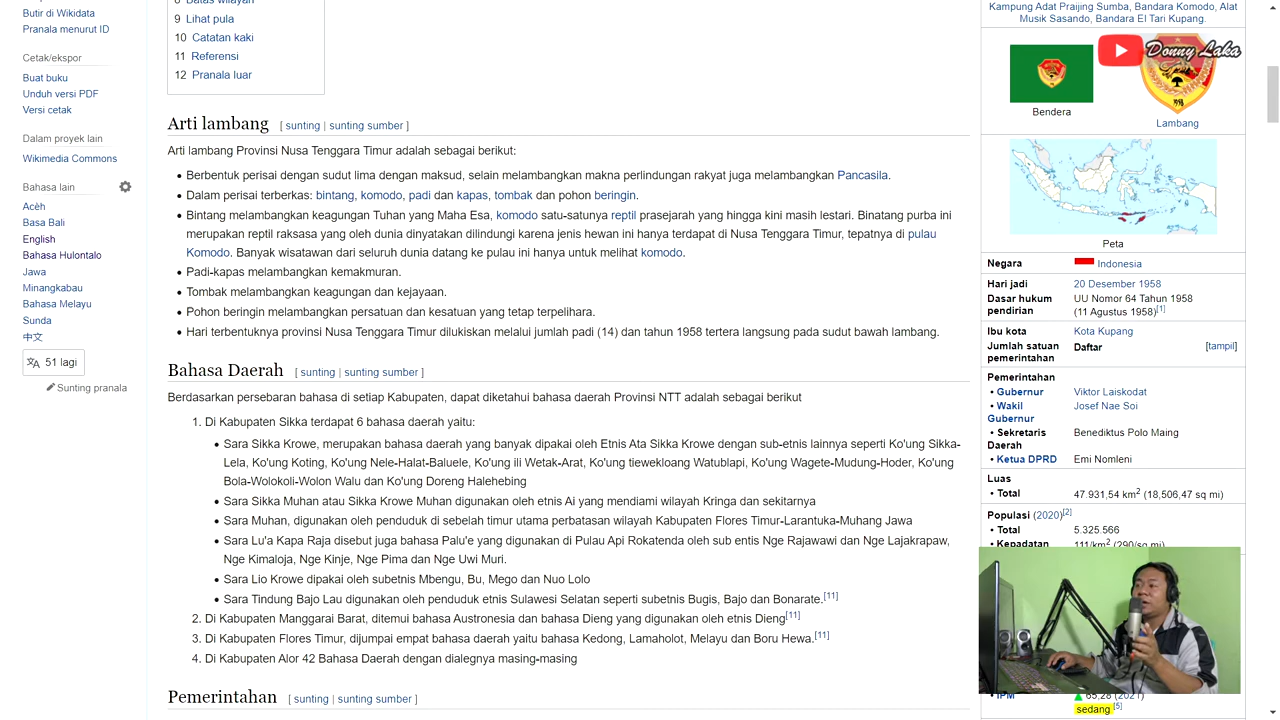 Butir di Wikidata
Pranala menurut ID
Cetak/ekspor
Buat buku
Unduh versi PDF
Versi cetak
Dalam proyek lain
Wikimedia Commons
Bahasa lain
Acèh
Basa Bali
English
Bahasa Hulontalo
Jawa
Minangkabau
Bahasa Melayu
Sunda
中文
51 lagi
Sunting pranala
8 Batas wilayah
9 Lihat pula
10 Catatan kaki
11 Referensi
12 Pranala luar
Arti lambang [ sunting | sunting sumber ]
Arti lambang Provinsi Nusa Tenggara Timur adalah sebagai berikut:
• Berbentuk perisai dengan sudut lima dengan maksud, selain melambangkan makna perlindungan rakyat juga melambangkan Pancasila.
• Dalam perisai terberkas: bintang, komodo, padi dan kapas, tombak dan pohon beringin.
• Bintang melambangkan keagungan Tuhan yang Maha Esa, komodo satu-satunya reptil prasejarah yang hingga kini masih lestari. Binatang purba ini
merupakan reptil raksasa yang oleh dunia dinyatakan dilindungi karena jenis hewan ini hanya terdapat di Nusa Tenggara Timur, tepatnya di pulau
Komodo. Banyak wisatawan dari seluruh dunia datang ke pulau ini hanya untuk melihat komodo.
• Padi-kapas melambangkan kemakmuran.
• Tombak melambangkan keagungan dan kejayaan.
• Pohon beringin melambangkan persatuan dan kesatuan yang tetap terpelihara.
• Hari terbentuknya provinsi Nusa Tenggara Timur dilukiskan melalui jumlah padi (14) dan tahun 1958 tertera langsung pada sudut bawah lambang.
Bahasa Daerah [ sunting | sunting sumber ]
Berdasarkan persebaran bahasa di setiap Kabupaten, dapat diketahui bahasa daerah Provinsi NTT adalah sebagai berikut
1. Di Kabupaten Sikka terdapat 6 bahasa daerah yaitu:
• Sara Sikka Krowe, merupakan bahasa daerah yang banyak dipakai oleh Etnis Ata Sikka Krowe dengan sub-etnis lainnya seperti Ko'ung Sikka-
Lela, Ko'ung Koting, Ko'ung Nele-Halat-Baluele, Ko'ung ili Wetak-Arat, Ko'ung tiewekloang Watublapi, Ko'ung Wagete-Mudung-Hoder, Ko'ung
Bola-Wolokoli-Wolon Walu dan Ko'ung Doreng Halehebing
• Sara Sikka Muhan atau Sikka Krowe Muhan digunakan oleh etnis Ai yang mendiami wilayah Kringa dan sekitarnya
• Sara Muhan, digunakan oleh penduduk di sebelah timur utama perbatasan wilayah Kabupaten Flores Timur-Larantuka-Muhang Jawa
• Sara Lu'a Kapa Raja disebut juga bahasa Palu'e yang digunakan di Pulau Api Rokatenda oleh sub entis Nge Rajawawi dan Nge Lajakrapaw,
Nge Kimaloja, Nge Kinje, Nge Pima dan Nge Uwi Muri.
• Sara Lio Krowe dipakai oleh subetnis Mbengu, Bu, Mego dan Nuo Lolo
• Sara Tindung Bajo Lau digunakan oleh penduduk etnis Sulawesi Selatan seperti subetnis Bugis, Bajo dan Bonarate.[11]
2. Di Kabupaten Manggarai Barat, ditemui bahasa Austronesia dan bahasa Dieng yang digunakan oleh etnis Dieng[11]
3. Di Kabupaten Flores Timur, dijumpai empat bahasa daerah yaitu bahasa Kedong, Lamaholot, Melayu dan Boru Hewa.[11]
4. Di Kabupaten Alor 42 Bahasa Daerah dengan dialegnya masing-masing
Pemerintahan [ sunting | sunting sumber ]
Kampung Adat Praijing Sumba, Bandara Komodo, Alat
Musik Sasando, Bandara El Tari Kupang.
Donny Laka
Bendera
Lambang
Peta
Negara Indonesia
Hari jadi 20 Desember 1958
Dasar hukum pendirian UU Nomor 64 Tahun 1958
(11 Agustus 1958)[1]
Ibu kota Kota Kupang
Jumlah satuan pemerintahan Daftar [tampil]
Pemerintahan
• Gubernur Viktor Laiskodat
• Wakil Gubernur Josef Nae Soi
• Sekretaris Daerah Benediktus Polo Maing
• Ketua DPRD Emi Nomleni
Luas
• Total 47.931,54 km2 (18,506,47 sq mi)
Populasi (2020)[2]
• Total 5.325.566
• Kepadatan 111/km2 (290/sq mi)
• IPM 65,28 (2021)
sedang [5]